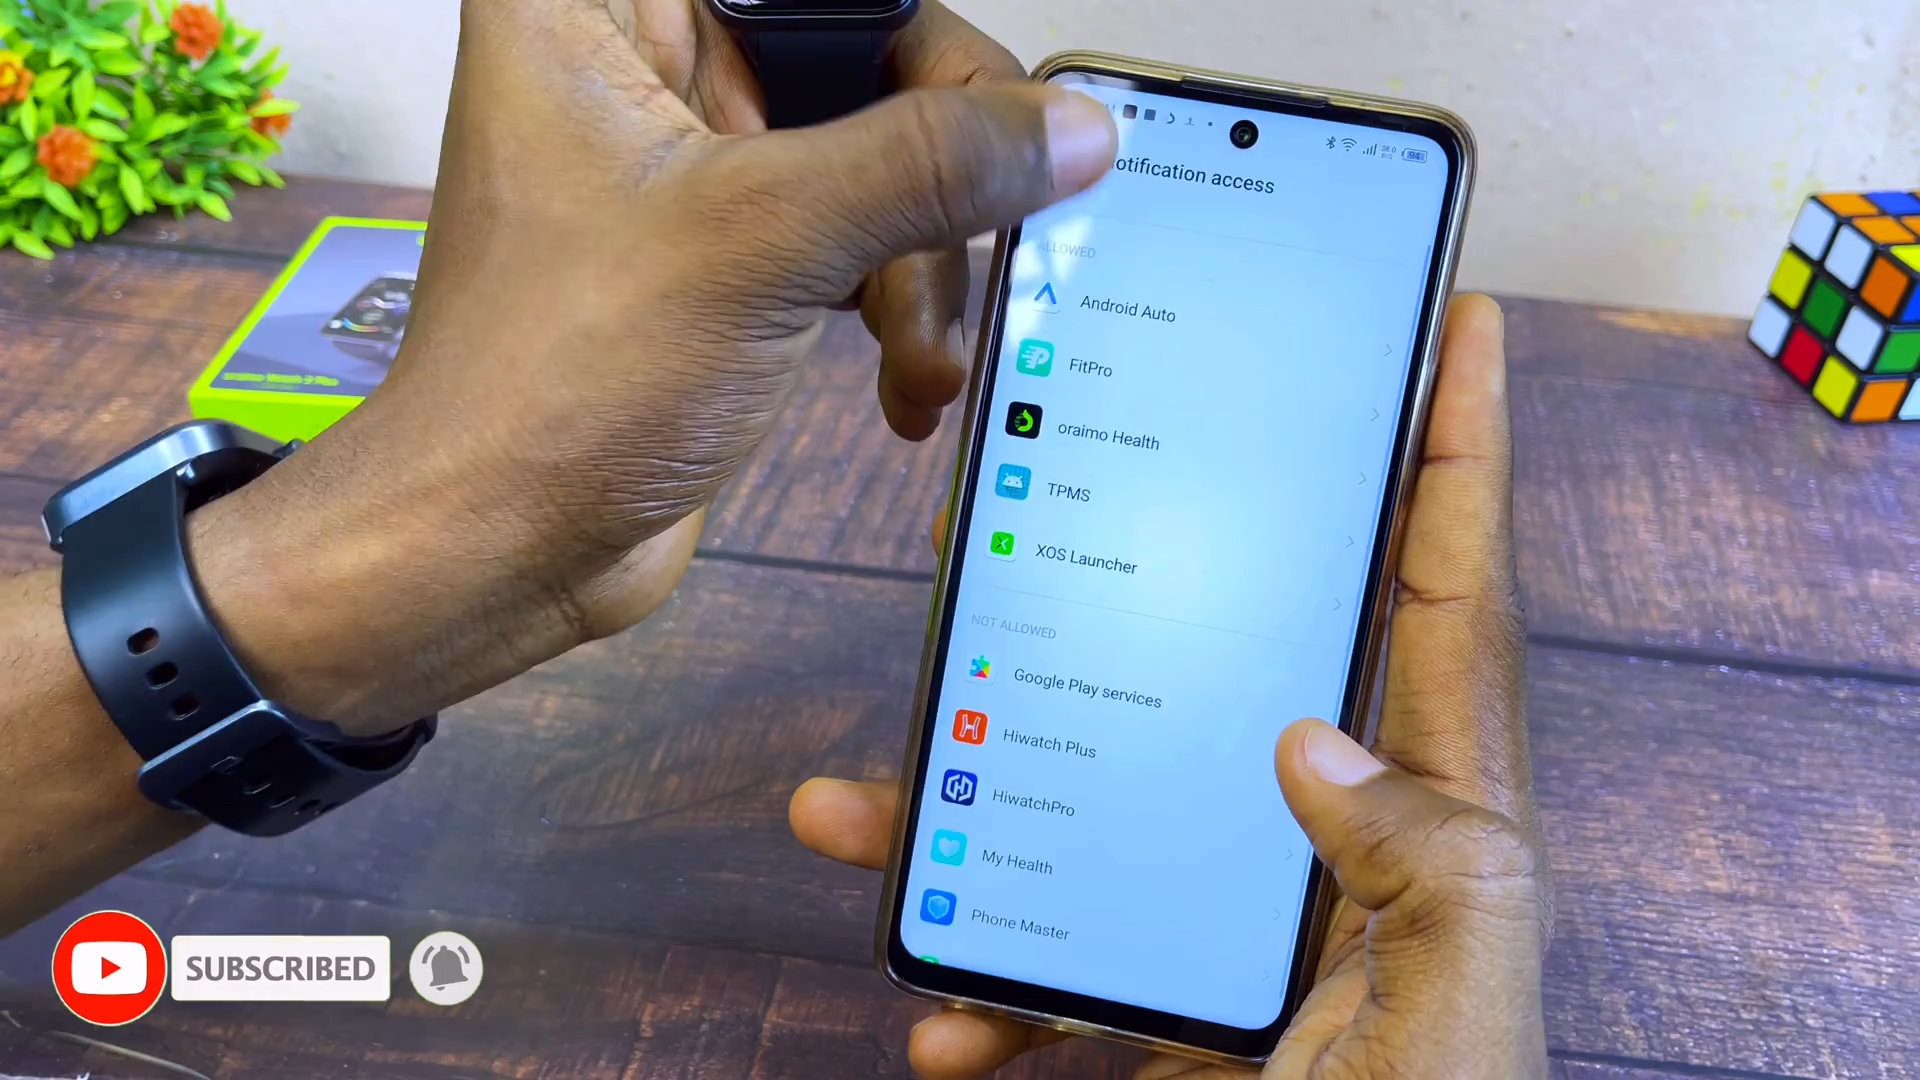 otification access
ALLOWED
Android Auto
FitPro
oraimo Health
TPMS
XOS Launcher
NOT ALLOWED
Google Play services
Hiwatch Plus
HiwatchPro
My Health
Phone Master
SUBSCRIBED